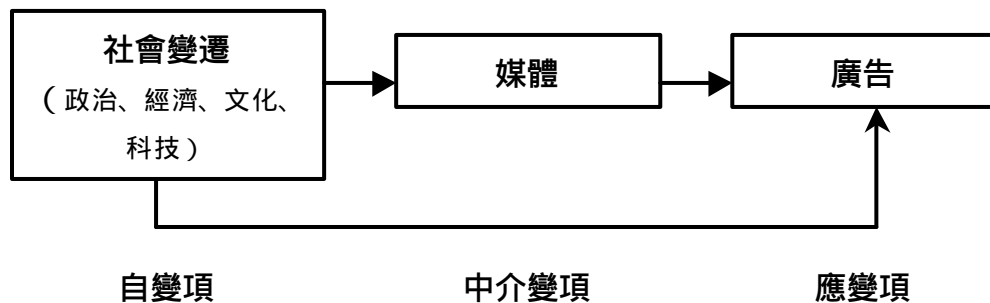 社會變遷
（政治、經濟、文化、
科技）
媒體
廣告
自變項
中介變項
應變項